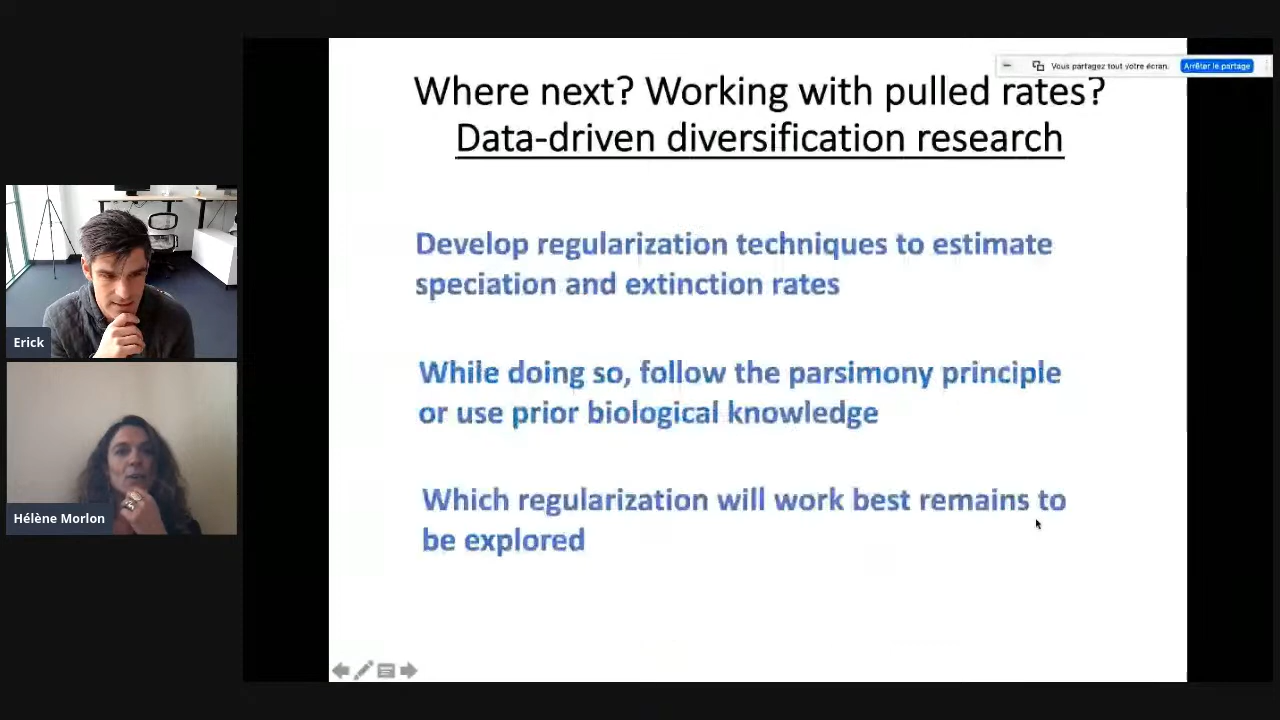 Vous partagez tout votre écran.
Arrêter le partage
Where next? Working with pulled rates?
Data-driven diversification research
Develop regularization techniques to estimate
speciation and extinction rates
While doing so, follow the parsimony principle
or use prior biological knowledge
Which regularization will work best remains to
be explored
Erick
Hélène Morlon